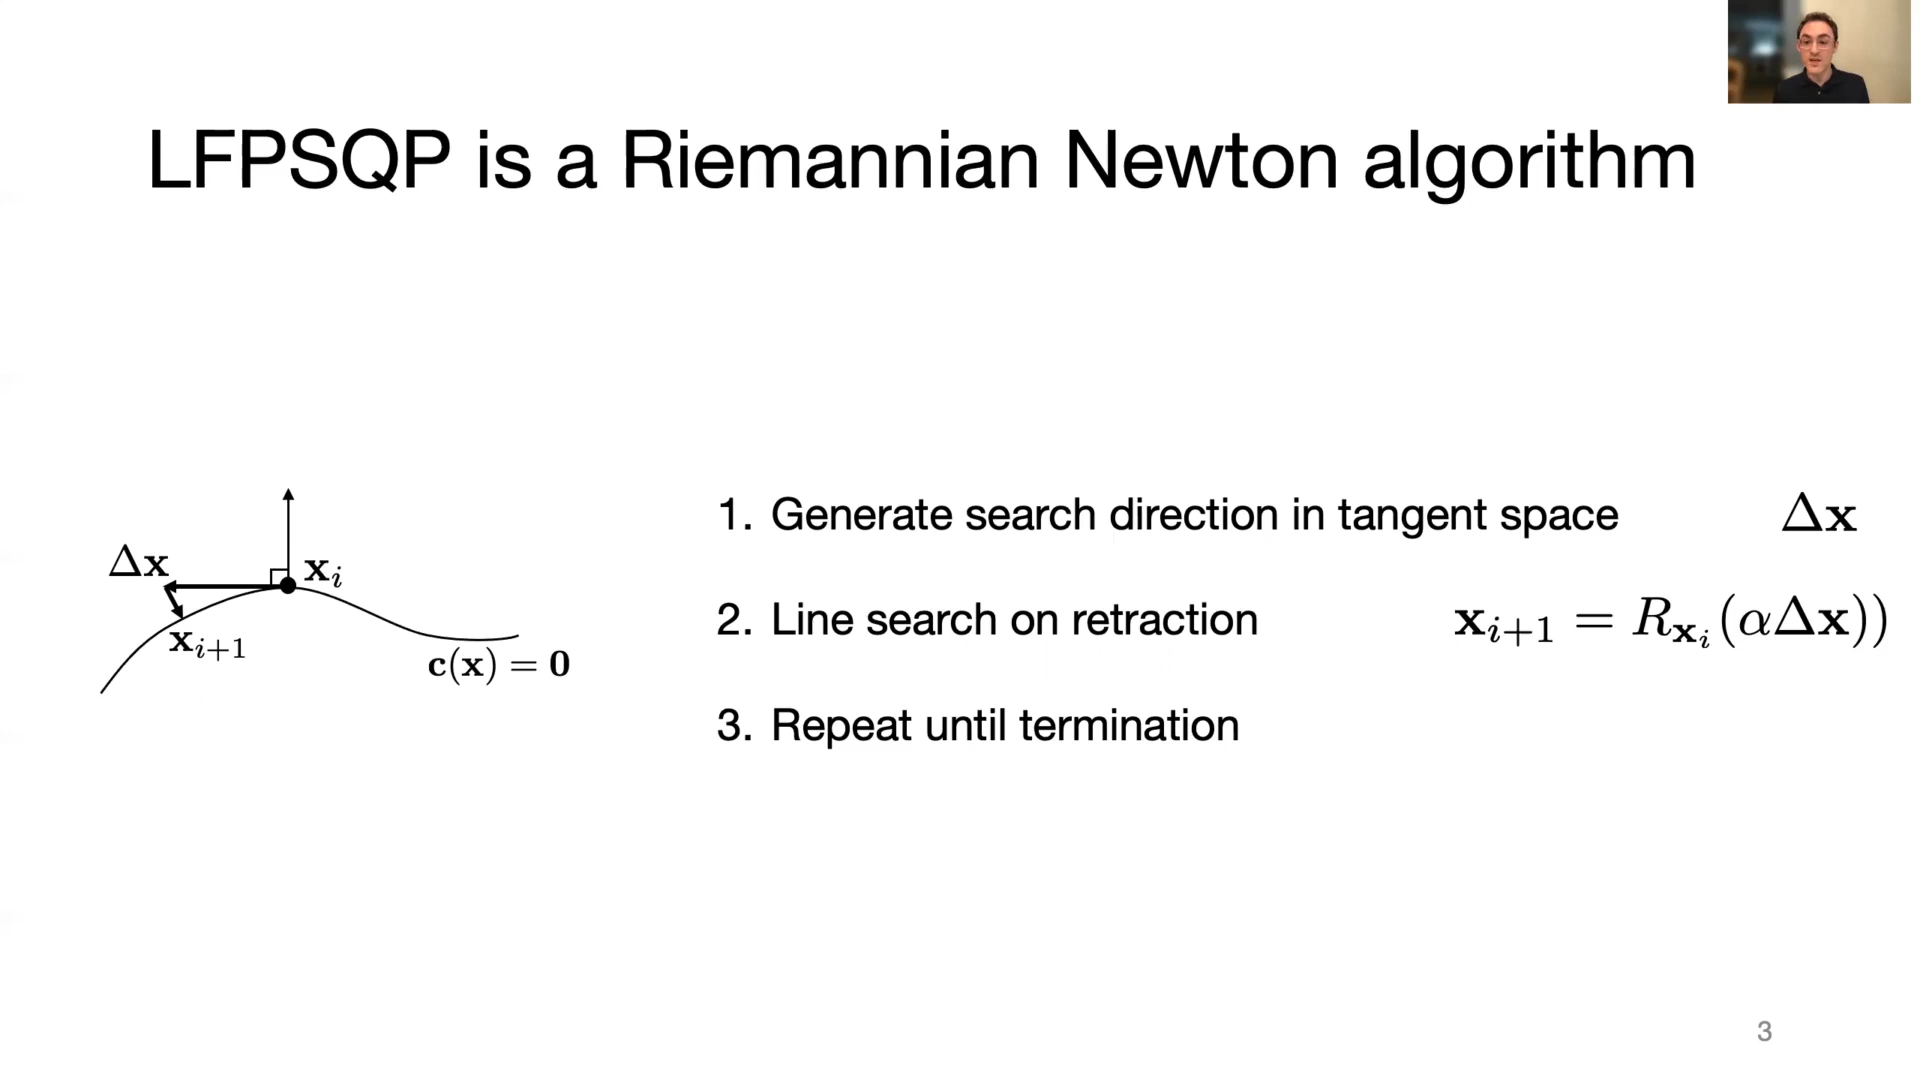 LFPSQP is a Riemannian Newton algorithm
Δx
x_i
x_{i+1}
c(x) = 0
1. Generate search direction in tangent space Δx
2. Line search on retraction x_{i+1} = R_{x_i}(αΔx))
3. Repeat until termination
3